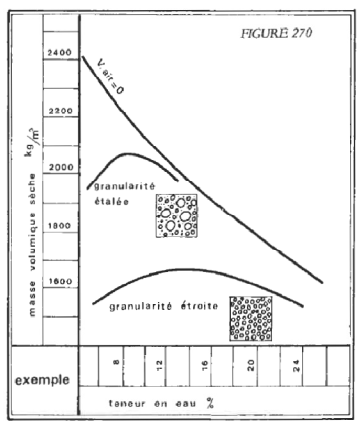 FIGURE 270
masse volumique sèche kg/m³
2400
2200
2000
1800
1600
V. air = 0
granularité
étalée
granularité étroite
8
12
16
20
24
exemple
taneur en eau %